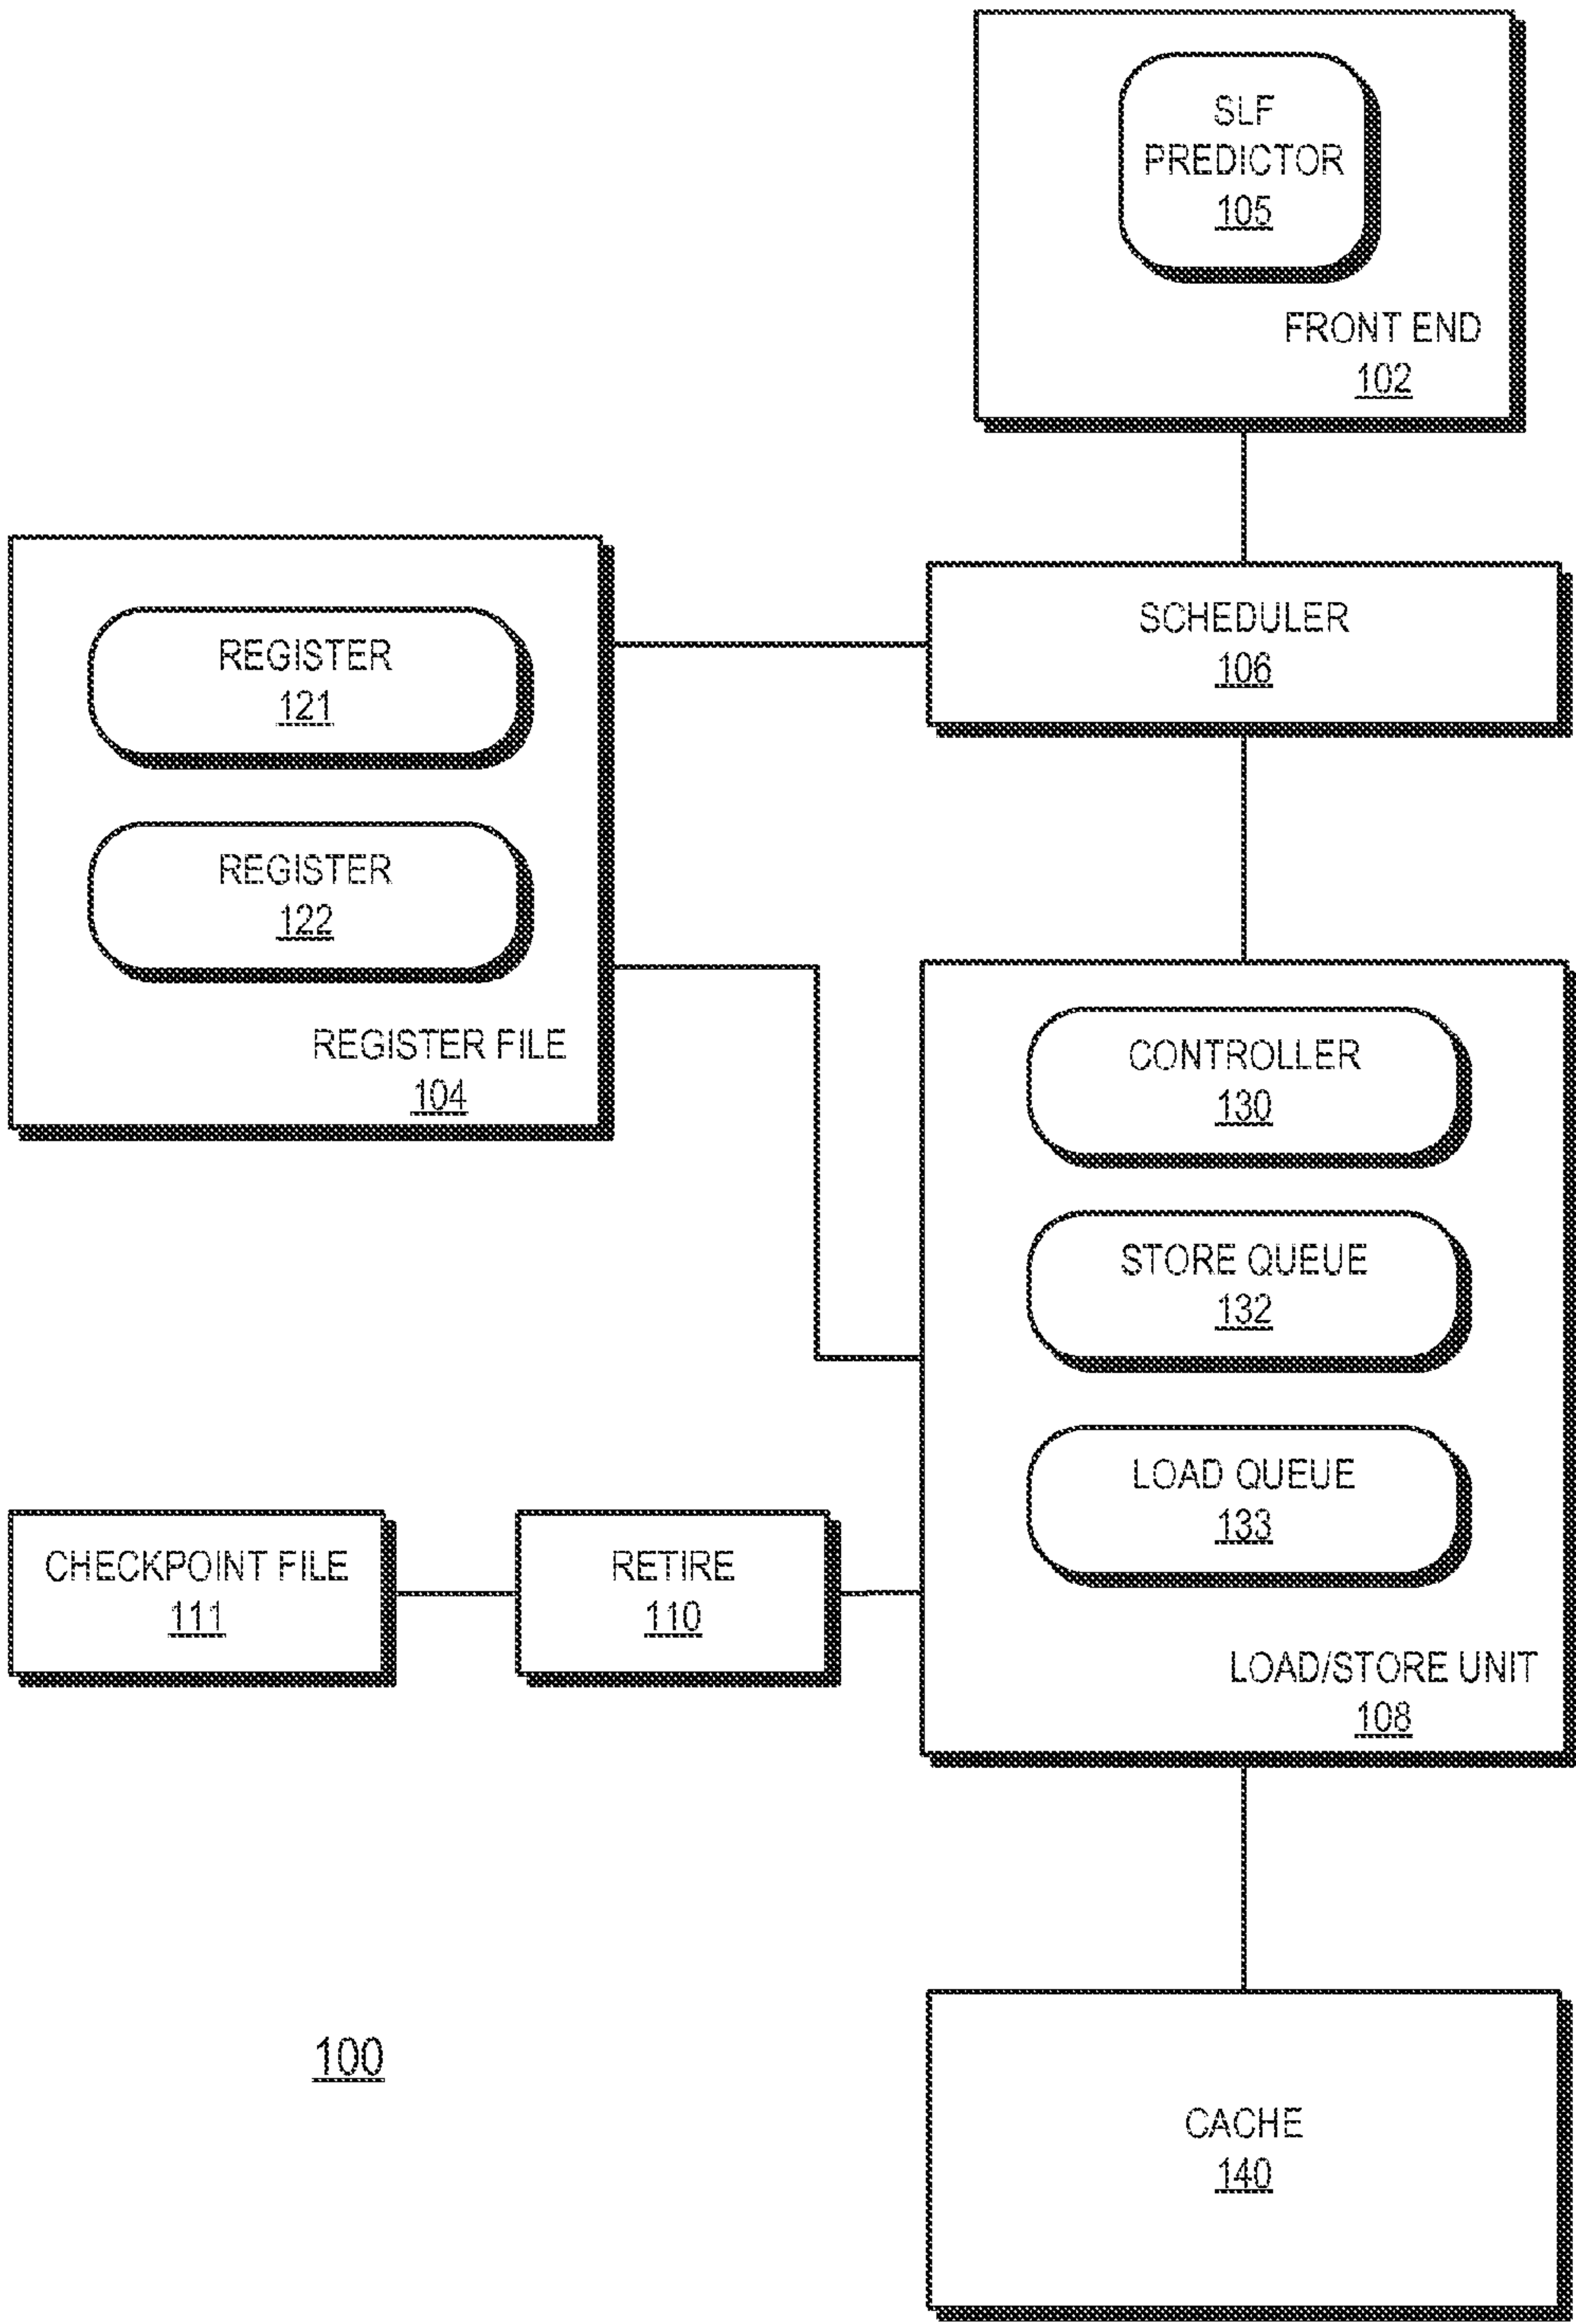 SLF
PREDICTOR
105
FRONT END
102
SCHEDULER
106
REGISTER
121
REGISTER
122
REGISTER FILE
104
CONTROLLER
130
STORE QUEUE
132
LOAD QUEUE
133
LOAD/STORE UNIT
108
CHECKPOINT FILE
111
RETIRE
110
100
CACHE
140